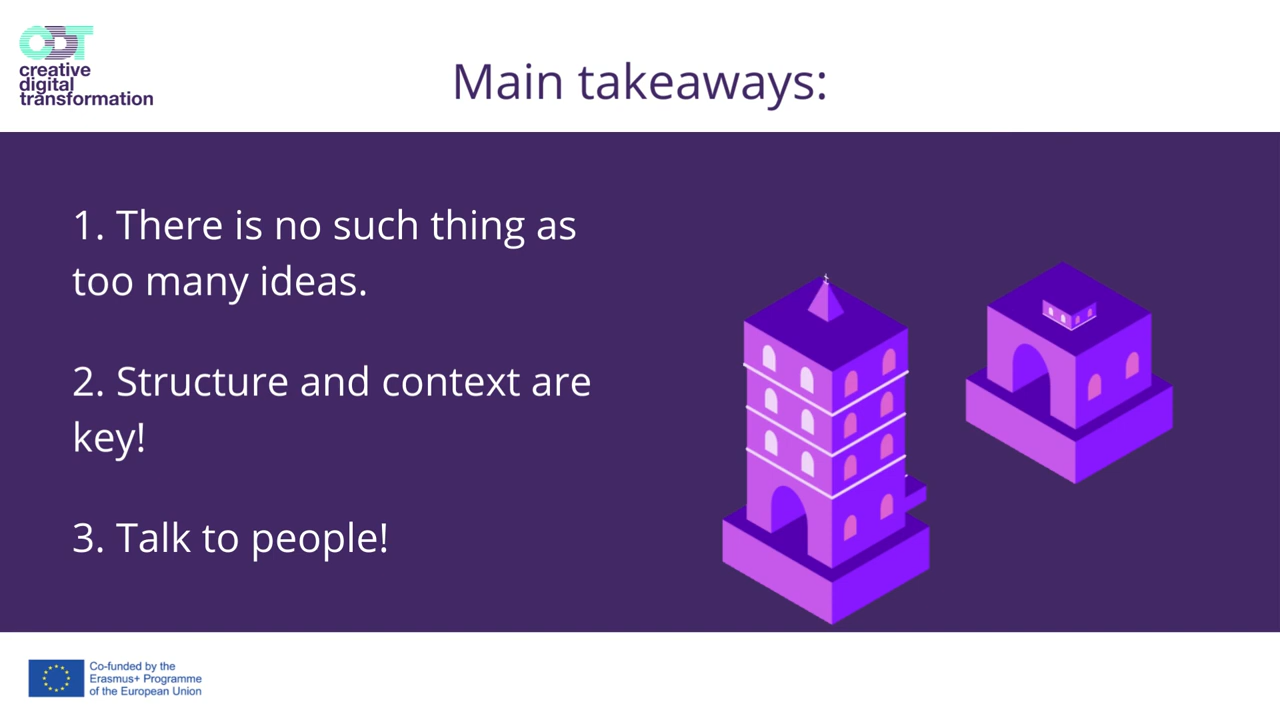 CDT
creative
digital
transformation
Main takeaways:
1. There is no such thing as
too many ideas.
2. Structure and context are
key!
3. Talk to people!
Co-funded by the
Erasmus+ Programme
of the European Union